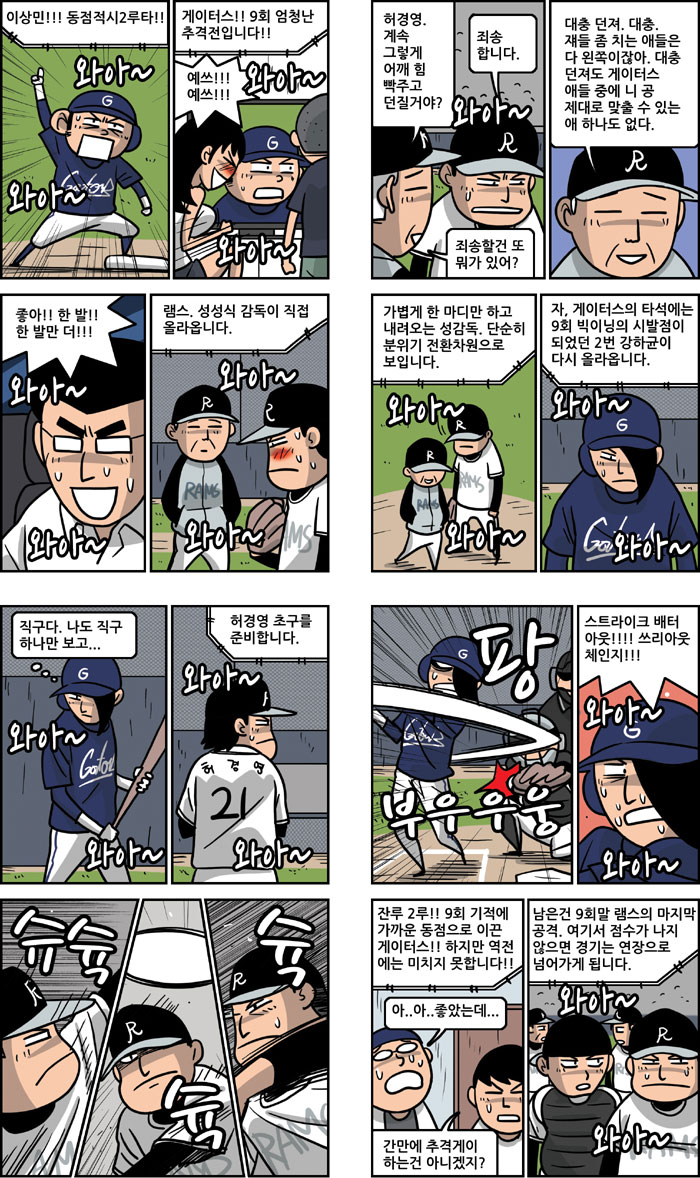 이상민!!! 동점적시2루타!!
와아~
G
Gators
와아~
게이터스!! 9회 엄청난
추격전입니다!!
예쓰!!!
예쓰!!!
와아~
G
와아~
좋아!! 한 발!!
한 발만 더!!!
와아~
와아~
램스. 성성식 감독이 직접
올라옵니다.
와아~
R
RAMS
와아~
허경영.
계속
그렇게
어깨 힘
빡주고
던질거야?
죄송
합니다.
와아~
R
죄송할건 또
뭐가 있어?
대충 던져. 대충.
쟤들 좀 치는 애들은
다 왼쪽이잖아. 대충
던져도 게이터스
애들 중에 니 공
제대로 맞출 수 있는
애 하나도 없다.
R
가볍게 한 마디만 하고
내려오는 성감독. 단순히
분위기 전환차원으로
보입니다.
와아~
R
R
RAMS
RAMS
와아~
자, 게이터스의 타석에는
9회 빅이닝의 시발점이
되었던 2번 강하균이
다시 올라옵니다.
와아~
G
와아~
직구다. 나도 직구
하나만 보고...
G
와아~
Gators
와아~
허경영 초구를
준비합니다.
와아~
허경영
21
와아~
슈슉
R
슉
R
슉
R
RAMS
팡
G
Gators
부우우웅
스트라이크 배터
아웃!!!! 쓰리아웃
체인지!!!
와아~
G
와아~
잔루 2루!! 9회 기적에
가까운 동점으로 이끈
게이터스!! 하지만 역전
에는 미치지 못합니다!!
아..아..좋았는데...
간만에 추격게이
하는건 아니겠지?
남은건 9회말 램스의 마지막
공격. 여기서 점수가 나지
않으면 경기는 연장으로
넘어가게 됩니다.
와아~
R
와아~